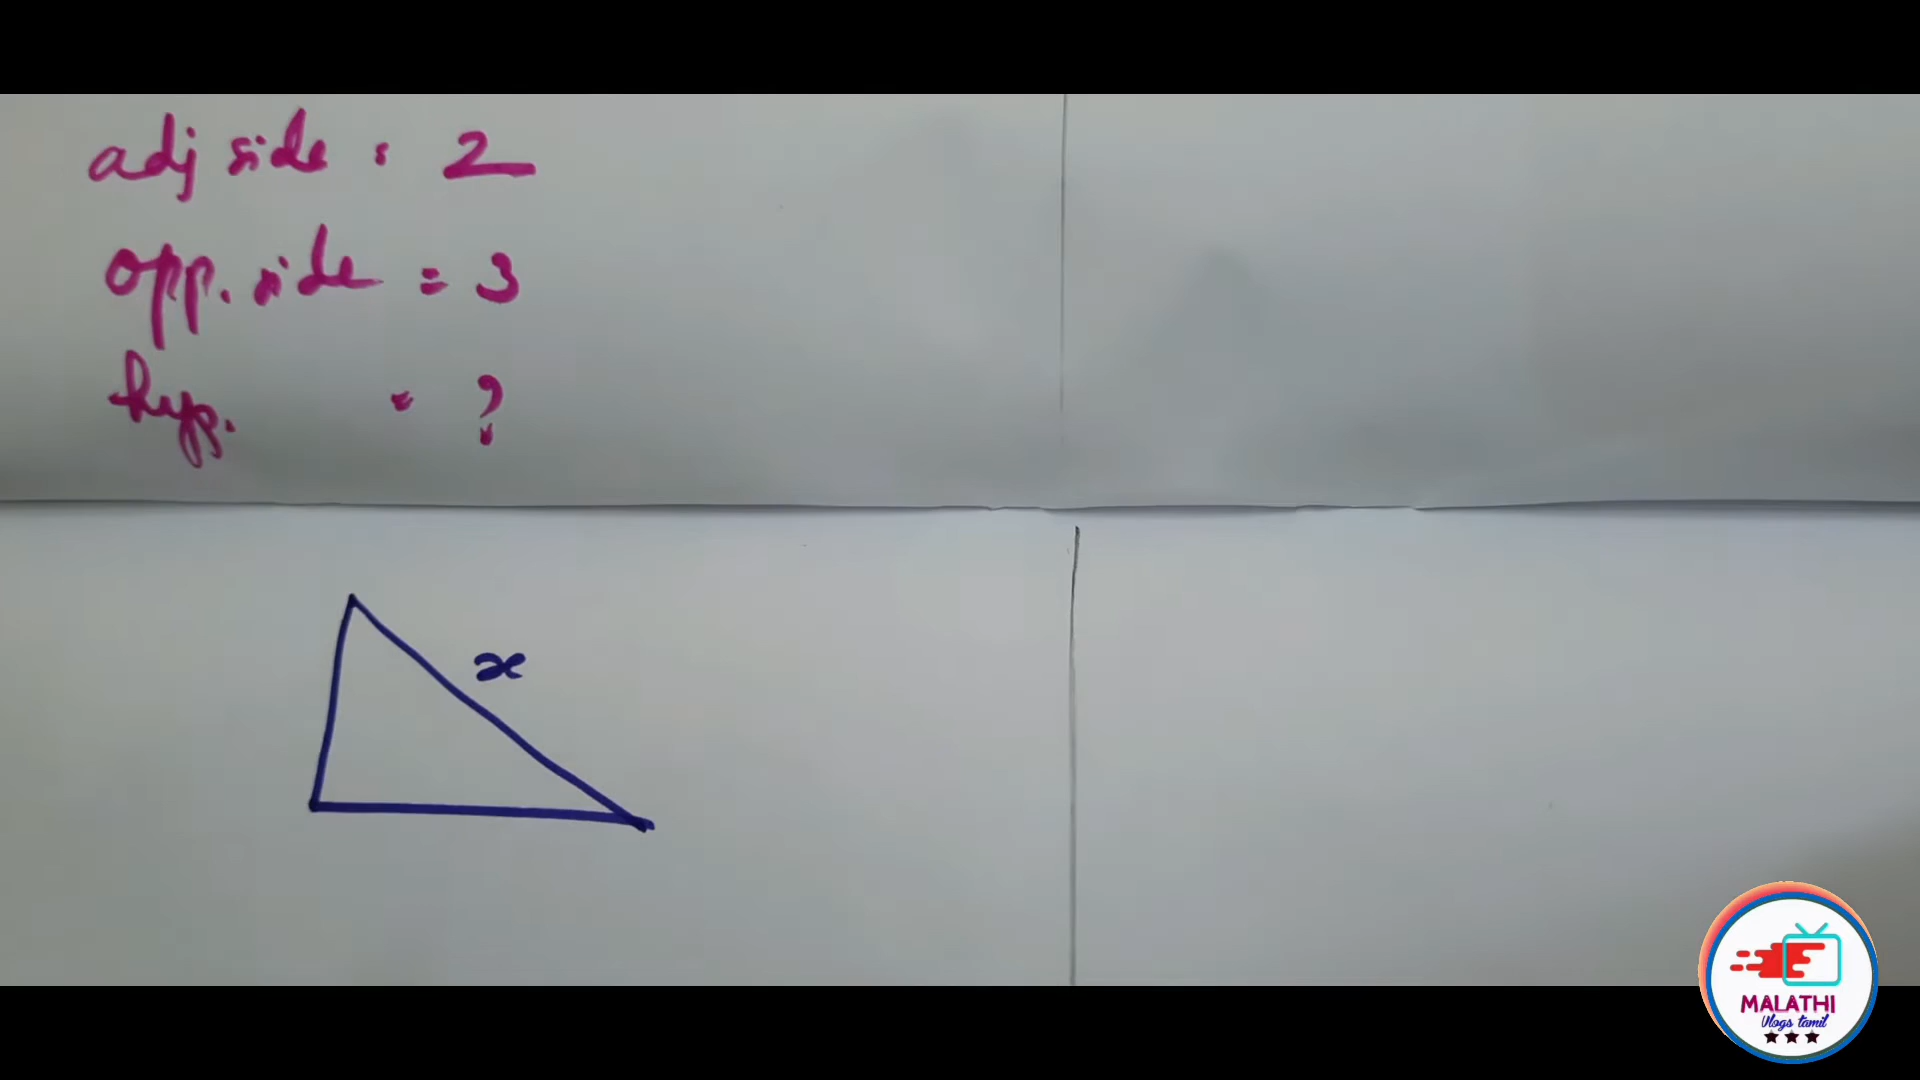 adj side = 2
opp. side = 3
hyp. = ?
x
MALATHI
Vlogs tamil